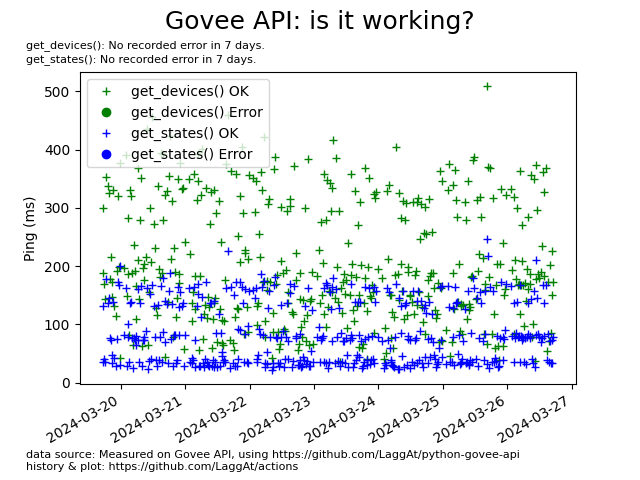 Govee API: is it working?
get_devices(): No recorded error in 7 days.
get_states(): No recorded error in 7 days.
get_devices() OK
get_devices() Error
get_states() OK
get_states() Error
Ping (ms)
500
400
300
200
100
0
2024-03-20
2024-03-21
2024-03-22
2024-03-23
2024-03-24
2024-03-25
2024-03-26
2024-03-27
data source: Measured on Govee API, using https://github.com/LaggAt/python-govee-api
history & plot: https://github.com/LaggAt/actions